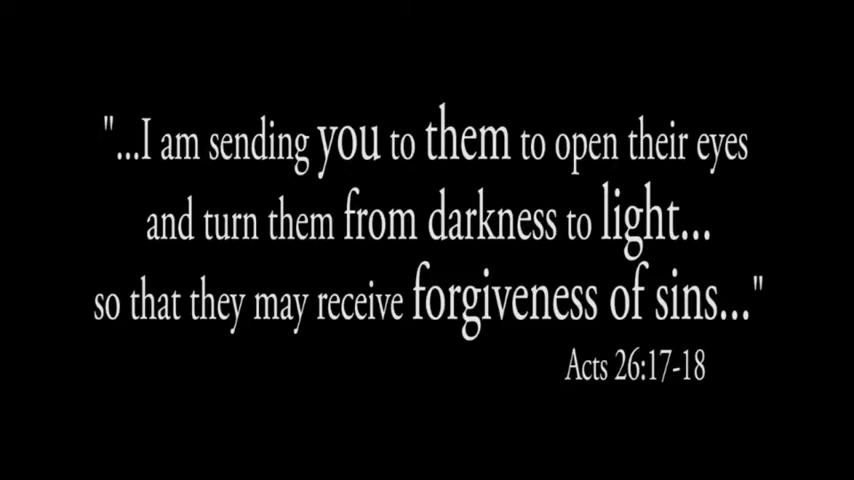 "...I am sending you to them to open their eyes
and turn them from darkness to light...
so that they may receive forgiveness of sins..."
Acts 26:17-18